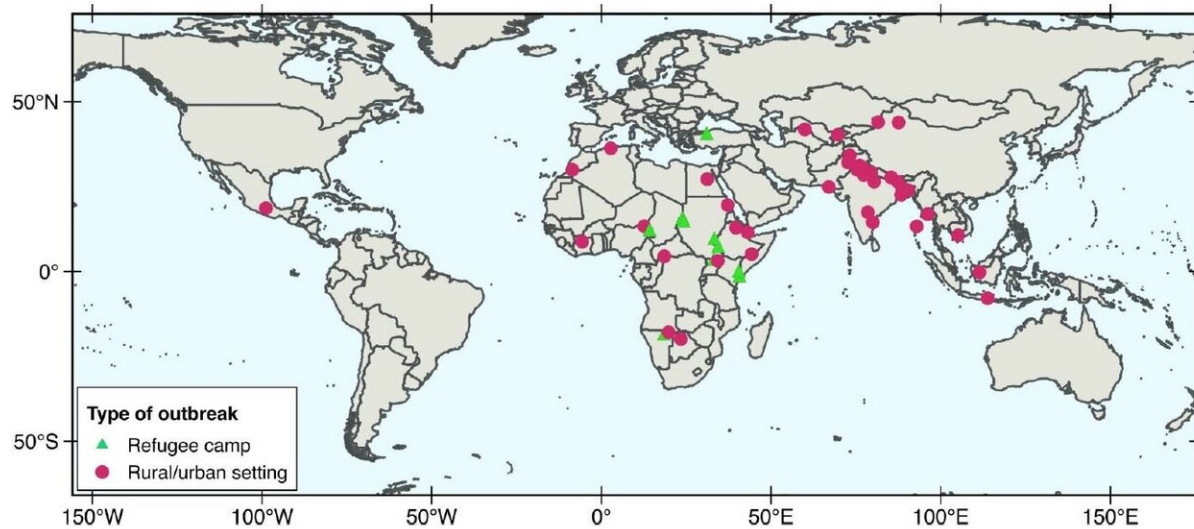 50°N
0°
50°S
Type of outbreak
Refugee camp
Rural/urban setting
150°W 100°W 50°W 0° 50°E 100°E 150°E